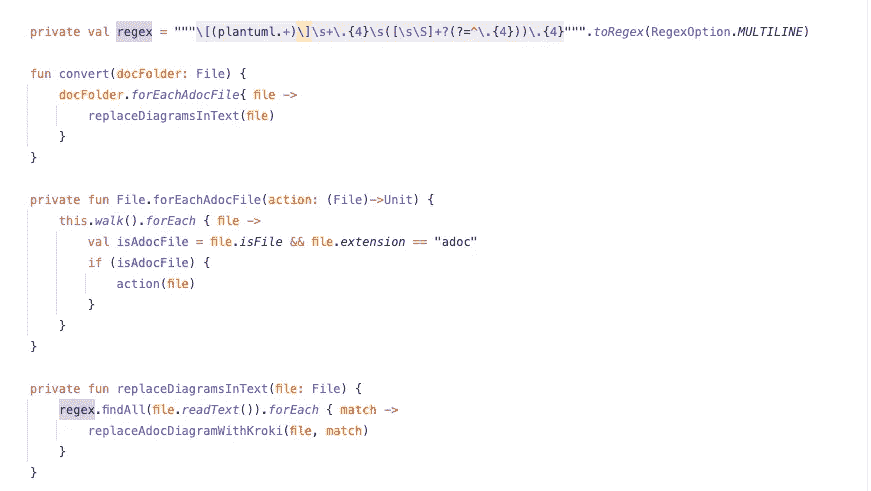 private val regex = """\[(plantuml.+)\]\s+\.{4}\s([\s\S]+?(?=^\.{4}))\.{4}""".toRegex(RegexOption.MULTILINE)
fun convert(docFolder: File) {
docFolder.forEachAdocFile{ file ->
replaceDiagramsInText(file)
}
}
private fun File.forEachAdocFile(action: (File)->Unit) {
this.walk().forEach { file ->
val isAdocFile = file.isFile && file.extension == "adoc"
if (isAdocFile) {
action(file)
}
}
}
private fun replaceDiagramsInText(file: File) {
regex.findAll(file.readText()).forEach { match ->
replaceAdocDiagramWithKroki(file, match)
}
}